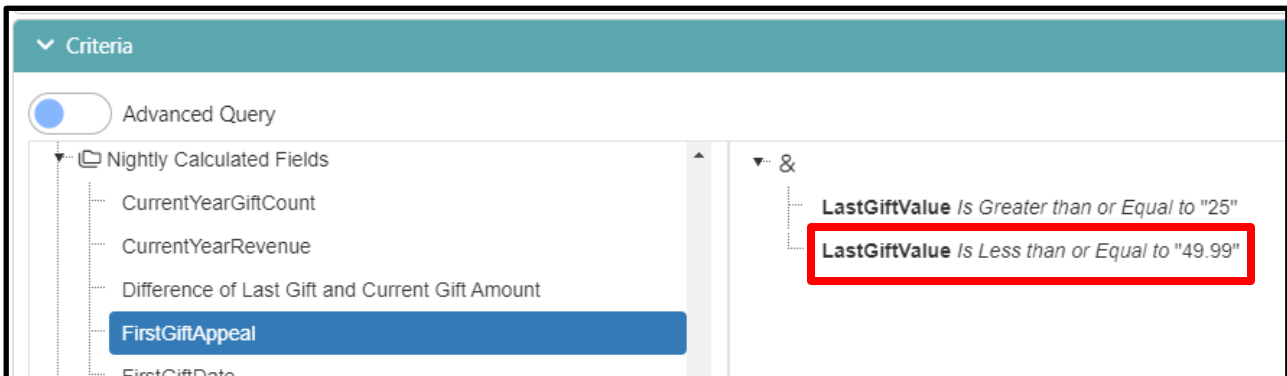 Criteria
Advanced Query
Nightly Calculated Fields
CurrentYearGiftCount
CurrentYearRevenue
Difference of Last Gift and Current Gift Amount
FirstGiftAppeal
FirstGiftDate
&
LastGiftValue Is Greater than or Equal to "25"
LastGiftValue Is Less than or Equal to "49.99"